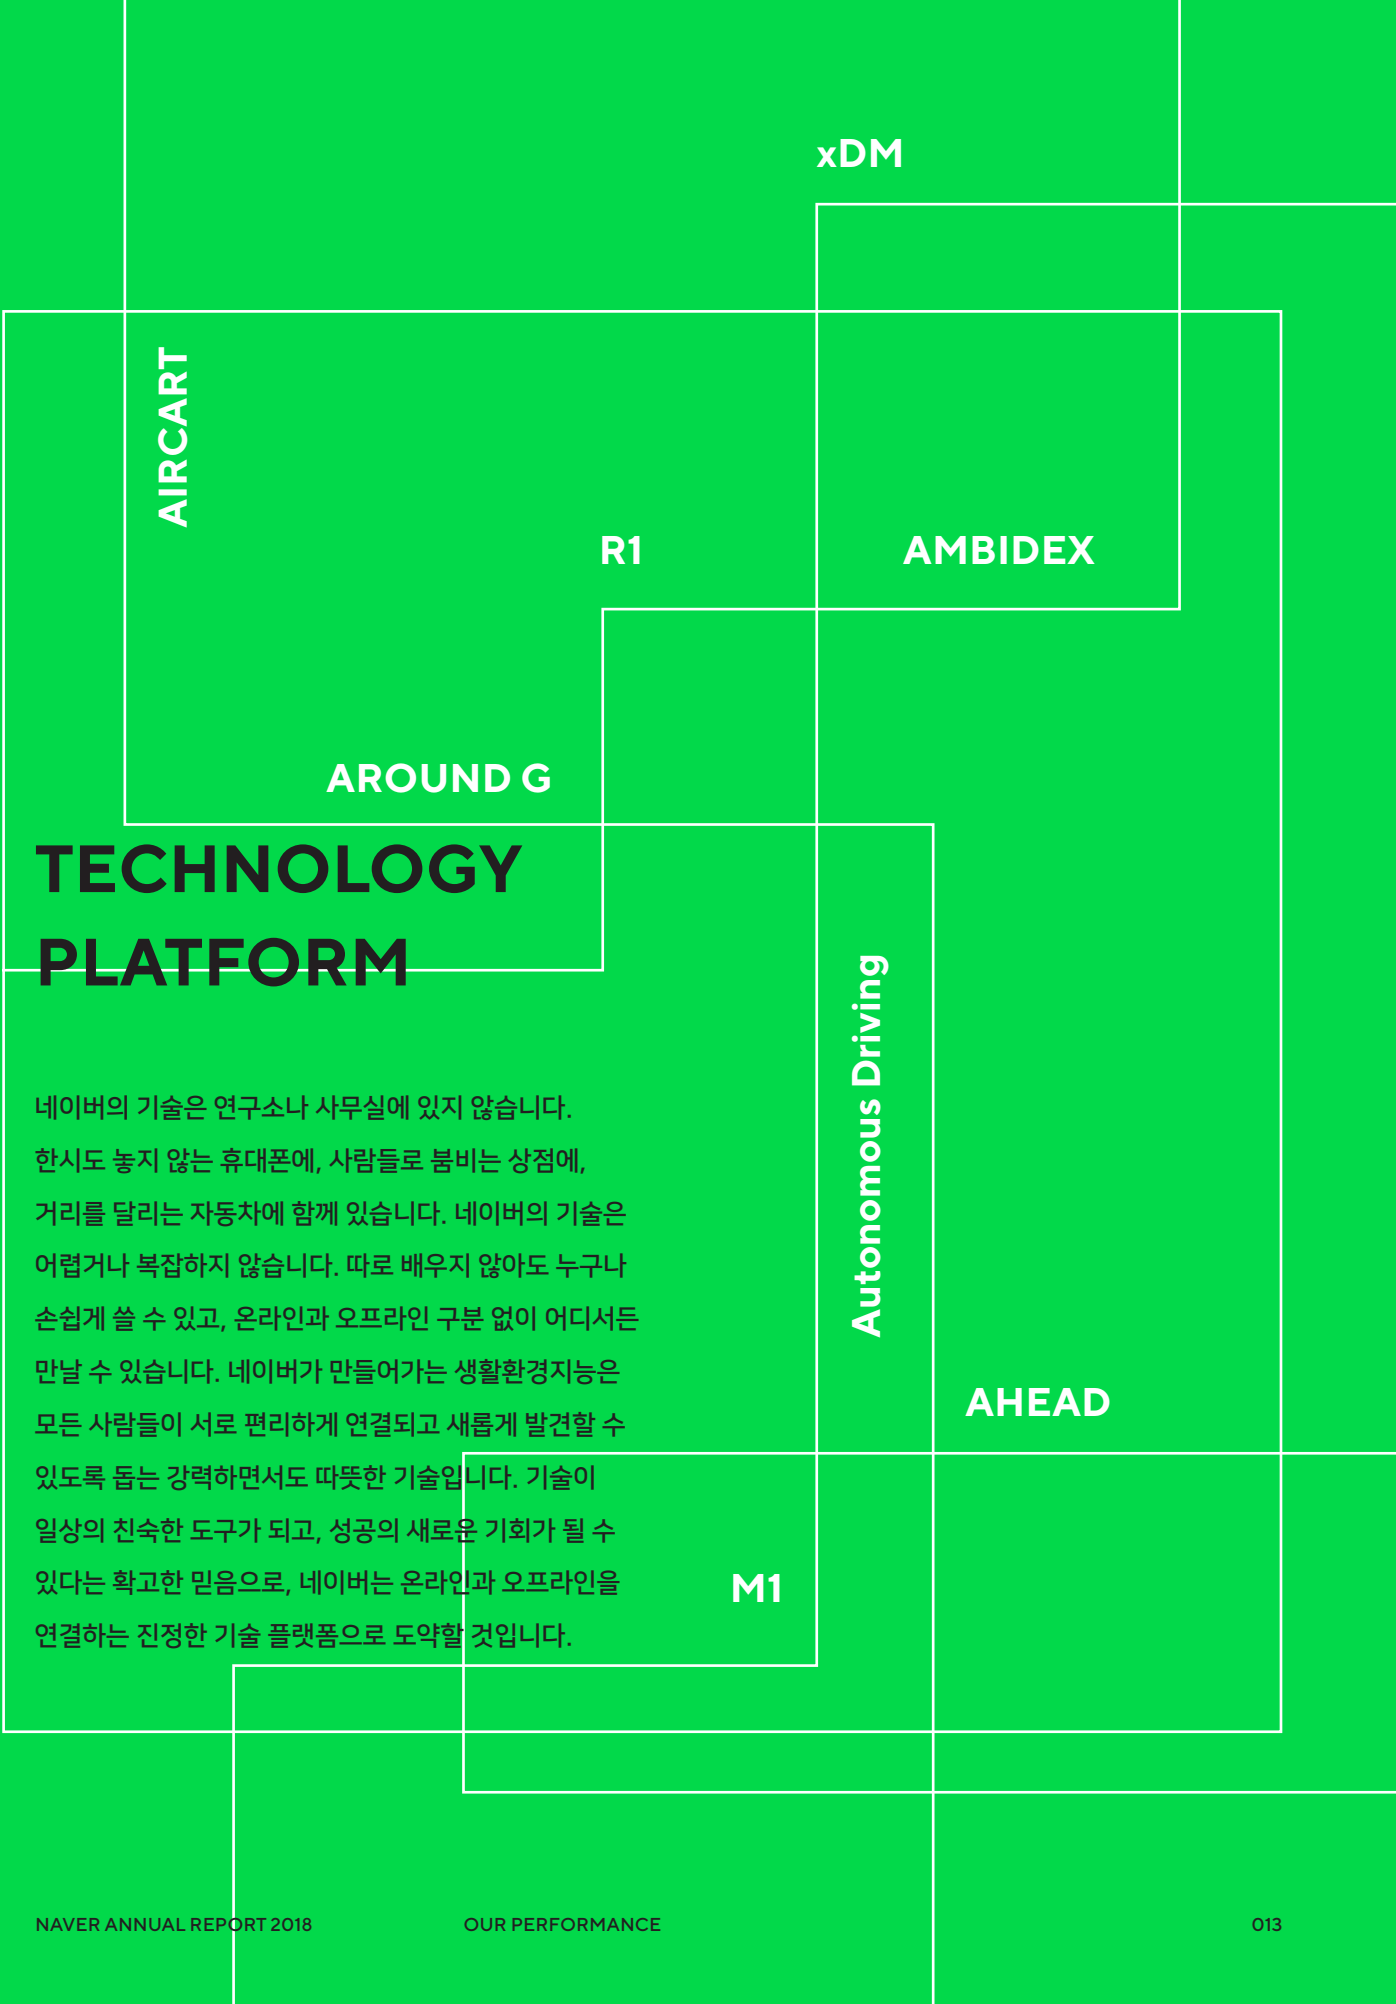 xDM
AIRCART
R1
AMBIDEX
AROUND G
TECHNOLOGY
PLATFORM
Autonomous Driving
네이버의 기술은 연구소나 사무실에 있지 않습니다.
한시도 놓지 않는 휴대폰에, 사람들로 붐비는 상점에,
거리를 달리는 자동차에 함께 있습니다. 네이버의 기술은
어렵거나 복잡하지 않습니다. 따로 배우지 않아도 누구나
손쉽게 쓸 수 있고, 온라인과 오프라인 구분 없이 어디서든
만날 수 있습니다. 네이버가 만들어가는 생활환경지능은
모든 사람들이 서로 편리하게 연결되고 새롭게 발견할 수
있도록 돕는 강력하면서도 따뜻한 기술입니다. 기술이
일상의 친숙한 도구가 되고, 성공의 새로운 기회가 될 수
있다는 확고한 믿음으로, 네이버는 온라인과 오프라인을
연결하는 진정한 기술 플랫폼으로 도약할 것입니다.
AHEAD
M1
NAVER ANNUAL REPORT 2018
OUR PERFORMANCE
013